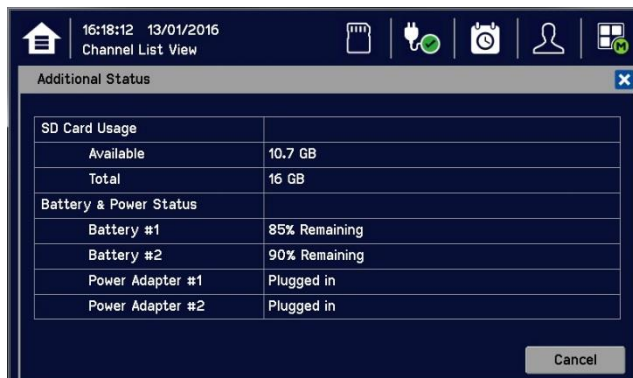 16:18:12 13/01/2016
Channel List View
M
Additional Status
SD Card Usage
Available 10.7 GB
Total 16 GB
Battery & Power Status
Battery #1 85% Remaining
Battery #2 90% Remaining
Power Adapter #1 Plugged in
Power Adapter #2 Plugged in
Cancel